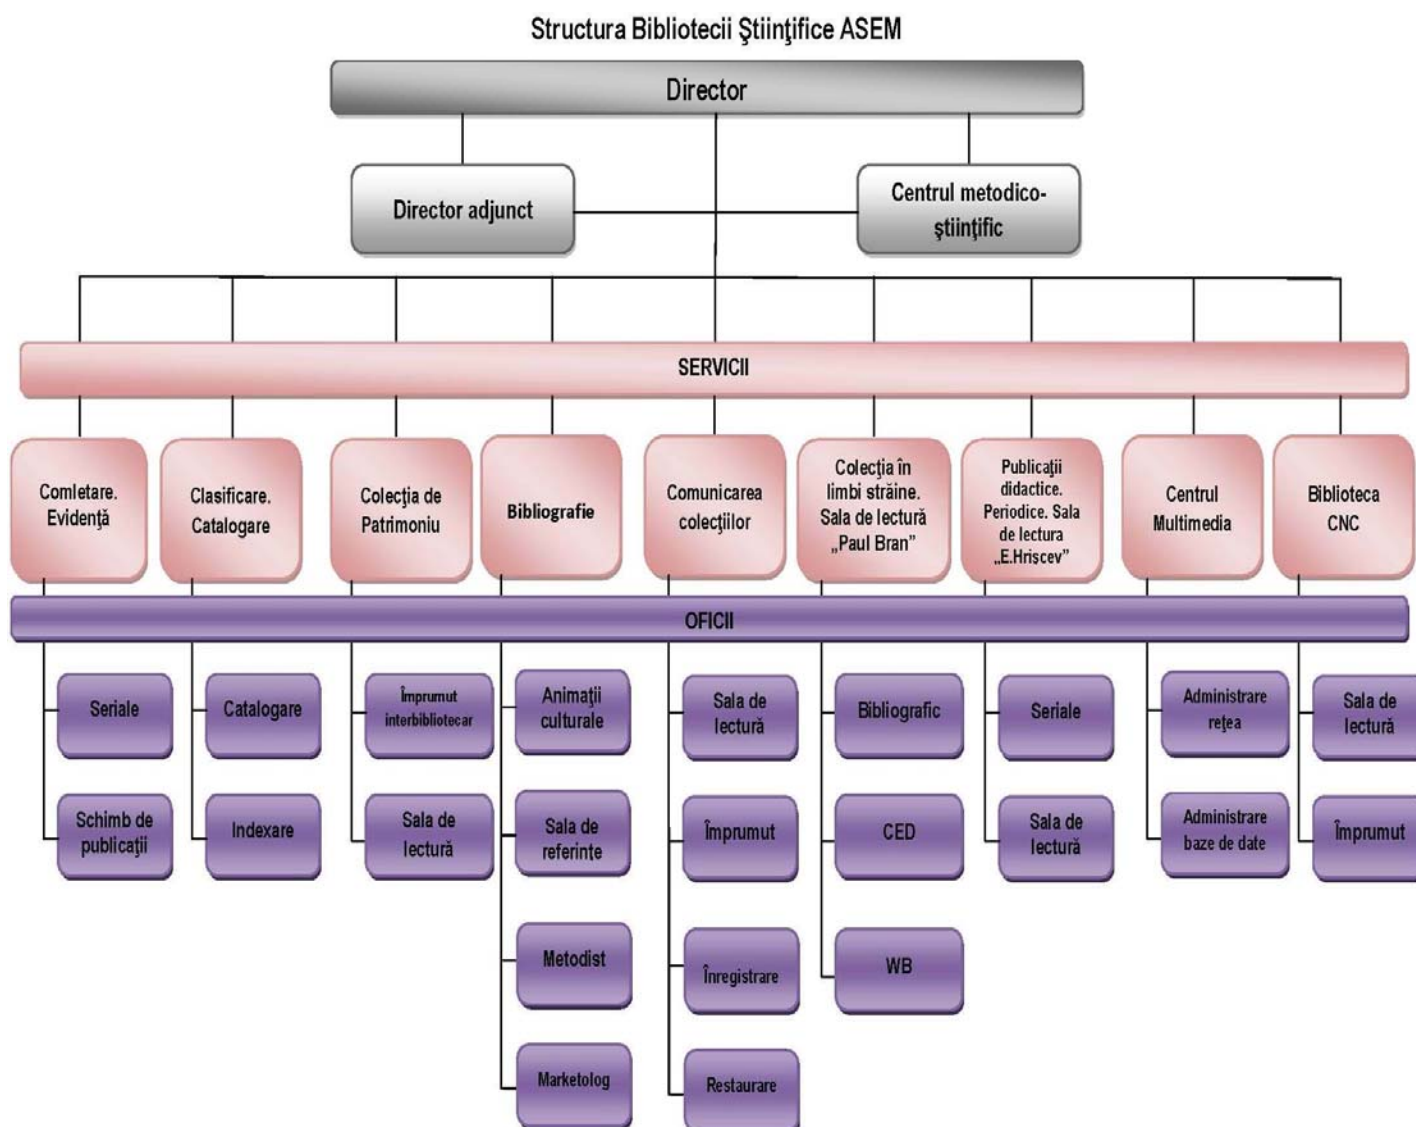 Structura Bibliotecii Ştiinţifice ASEM
Director
Director adjunct
Centrul metodico-
ştiinţific
SERVICII
Comletare.
Evidenţă
Clasificare.
Catalogare
Colecţia de
Patrimoniu
Bibliografie
Comunicarea
colecţiilor
Colecţia în
limbi străine.
Sala de lectură
„Paul Bran”
Publicaţii
didactice.
Periodice. Sala
de lectura
„E.Hrişcev”
Centrul
Multimedia
Biblioteca
CNC
OFICII
Seriale
Schimb de
publicaţii
Catalogare
Indexare
Împrumut
interbibliotecar
Sala de
lectură
Animaţii
culturale
Sala de
referinţe
Metodist
Marketolog
Sala de
lectură
Împrumut
Înregistrare
Restaurare
Bibliografic
CED
WB
Seriale
Sala de
lectură
Administrare
reţea
Administrare
baze de date
Sala de
lectură
Împrumut